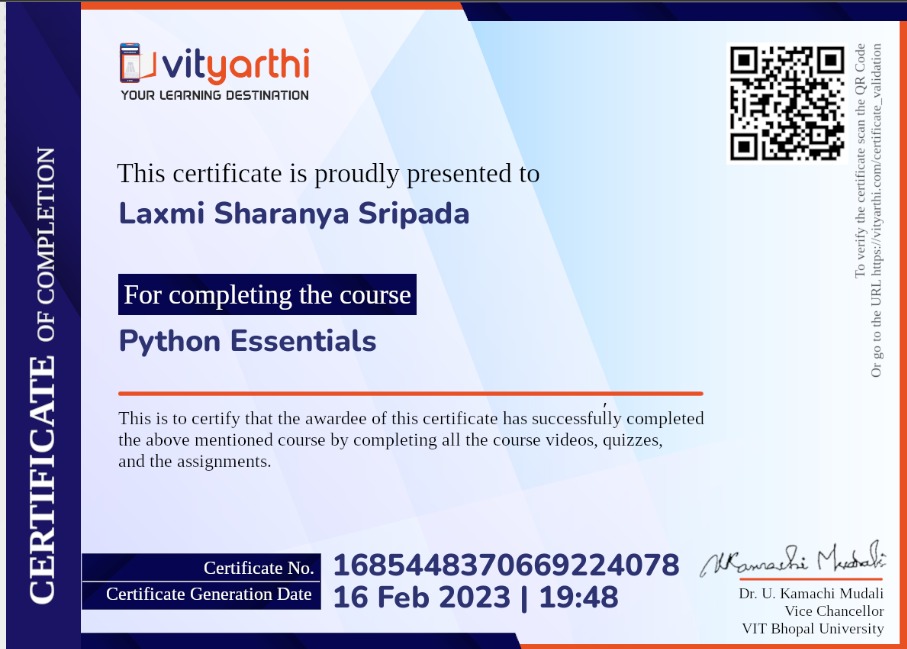 vityarthi
YOUR LEARNING DESTINATION
To verify the certificate scan the QR Code
Or go to the URL https://vityarthi.com/certificate_validation
CERTIFICATE OF COMPLETION
This certificate is proudly presented to
Laxmi Sharanya Sripada
For completing the course
Python Essentials
This is to certify that the awardee of this certificate has successfully completed
the above mentioned course by completing all the course videos, quizzes,
and the assignments.
Certificate No. 1685448370669224078
Certificate Generation Date 16 Feb 2023 | 19:48
UKamachi Mudali
Dr. U. Kamachi Mudali
Vice Chancellor
VIT Bhopal University